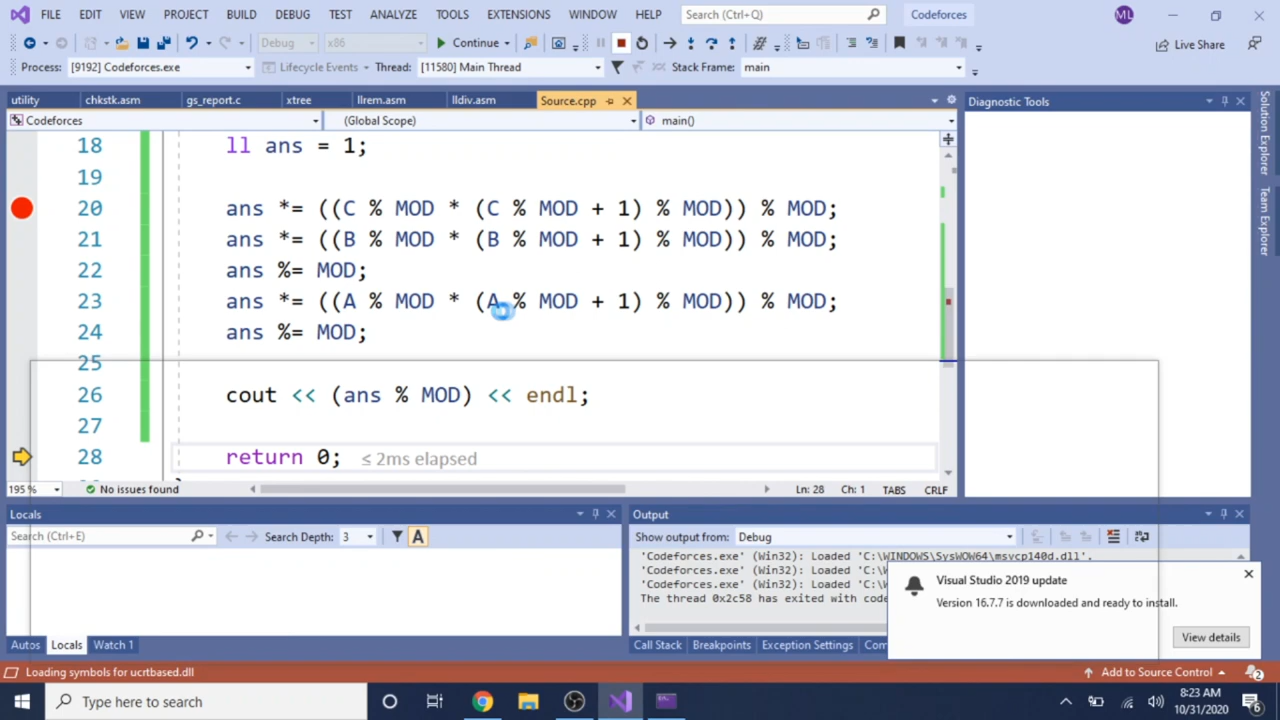 FILE EDIT VIEW PROJECT BUILD DEBUG TEST ANALYZE TOOLS EXTENSIONS WINDOW HELP Search (Ctrl+Q) Codeforces ML
Debug x86 Continue Live Share
Process: [9192] Codeforces.exe Lifecycle Events Thread: [11580] Main Thread Stack Frame: main
utility chkstk.asm gs_report.c xtree llrem.asm lldiv.asm Source.cpp Diagnostic Tools
Codeforces (Global Scope) main()
18 ll ans = 1;
19
20 ans *= ((C % MOD * (C % MOD + 1) % MOD)) % MOD;
21 ans *= ((B % MOD * (B % MOD + 1) % MOD)) % MOD;
22 ans %= MOD;
23 ans *= ((A % MOD * (A % MOD + 1) % MOD)) % MOD;
24 ans %= MOD;
25
26 cout << (ans % MOD) << endl;
27
28 return 0; ≤ 2ms elapsed
195 % No issues found Ln: 28 Ch: 1 TABS CRLF
Solution Explorer
Team Explorer
Locals
Search (Ctrl+E) Search Depth: 3 A
Output
Show output from: Debug
'Codeforces.exe' (Win32): Loaded 'C:\WINDOWS\SysWOW64\msvcp140d.dll'.
'Codeforces.exe' (Win32): Loaded 'C:\W
'Codeforces.exe' (Win32): Loaded 'C:\W
The thread 0x2c58 has exited with code
Visual Studio 2019 update
Version 16.7.7 is downloaded and ready to install.
View details
Autos Locals Watch 1 Call Stack Breakpoints Exception Settings Com
Loading symbols for ucrtbased.dll Add to Source Control 2
Type here to search 8:23 AM
10/31/2020 6